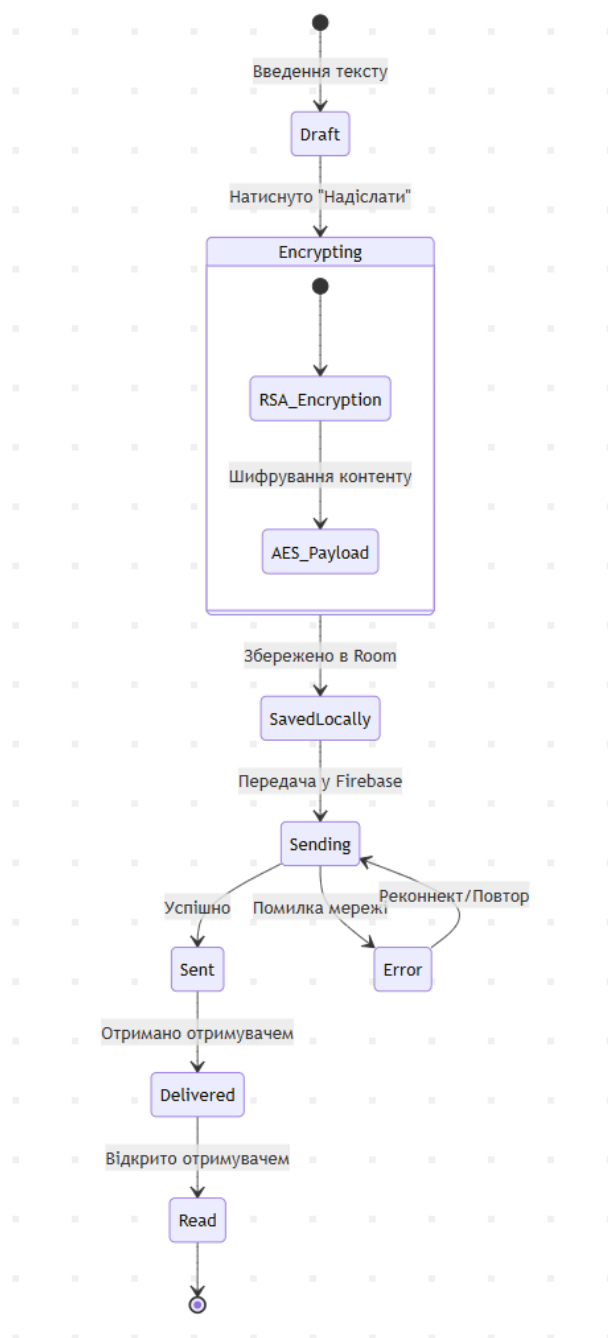 Введення тексту
Draft
Натиснуто "Надіслати"
Encrypting
RSA_Encryption
Шифрування контенту
AES_Payload
Збережено в Room
SavedLocally
Передача у Firebase
Sending
Успішно
Помилка мережі
Реконнект/Повтор
Sent
Error
Отримано отримувачем
Delivered
Відкрито отримувачем
Read